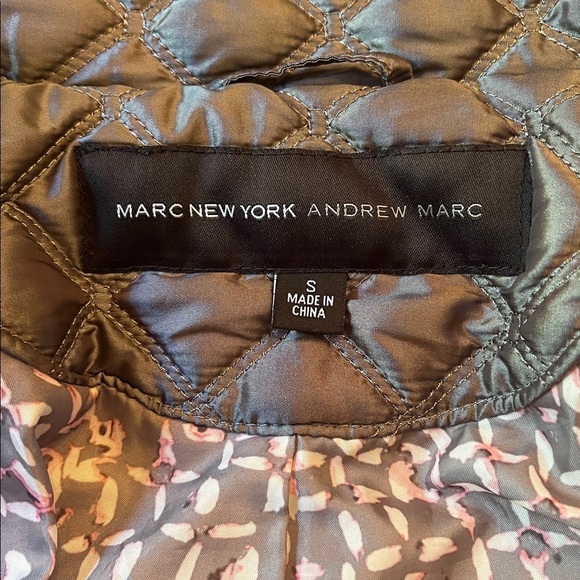 MARC NEW YORK ANDREW MARC
S
MADE IN
CHINA